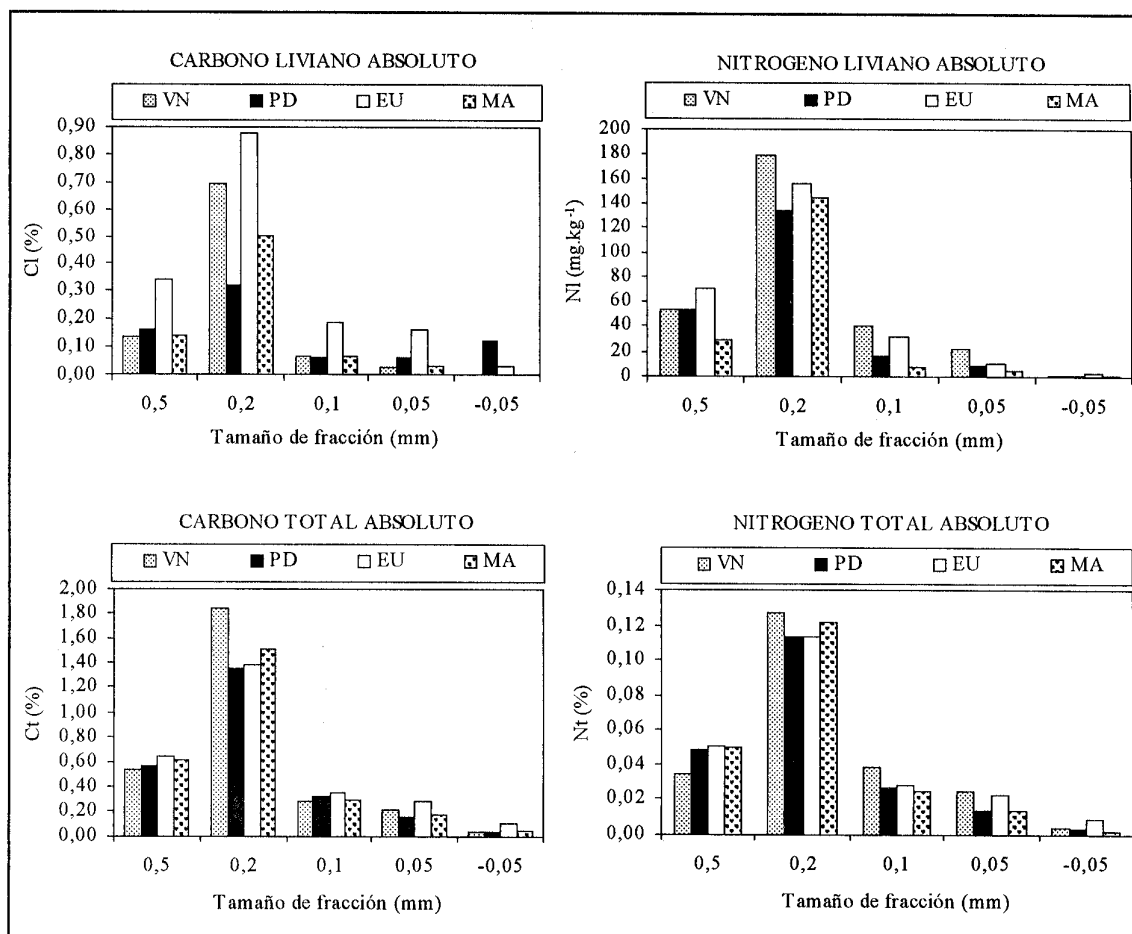 CARBONO LIVIANO ABSOLUTO
VN PD EU MA
0,90
0,80
0,70
0,60
0,50
0,40
0,30
0,20
0,10
0,00
Cl (%)
0,5 0,2 0,1 0,05 -0,05
Tamaño de fracción (mm)
NITROGENO LIVIANO ABSOLUTO
VN PD EU MA
200
180
160
140
120
100
80
60
40
20
0
Nl (mg.kg⁻¹)
0,5 0,2 0,1 0,05 -0,05
Tamaño de fracción (mm)
CARBONO TOTAL ABSOLUTO
VN PD EU MA
2,00
1,80
1,60
1,40
1,20
1,00
0,80
0,60
0,40
0,20
0,00
Ct (%)
0,5 0,2 0,1 0,05 -0,05
Tamaño de fracción (mm)
NITROGENO TOTAL ABSOLUTO
VN PD EU MA
0,14
0,12
0,10
0,08
0,06
0,04
0,02
0,00
Nt (%)
0,5 0,2 0,1 0,05 -0,05
Tamaño de fracción (mm)